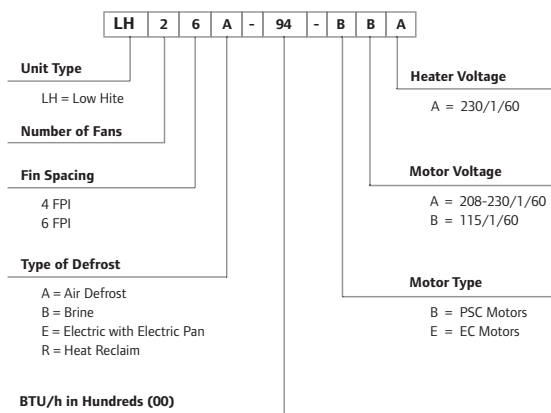 LH 2 6 A - 94 - B B A
Unit Type
LH = Low Hite
Number of Fans
Fin Spacing
4 FPI
6 FPI
Type of Defrost
A = Air Defrost
B = Brine
E = Electric with Electric Pan
R = Heat Reclaim
BTU/h in Hundreds (00)
Heater Voltage
A = 230/1/60
Motor Voltage
A = 208-230/1/60
B = 115/1/60
Motor Type
B = PSC Motors
E = EC Motors